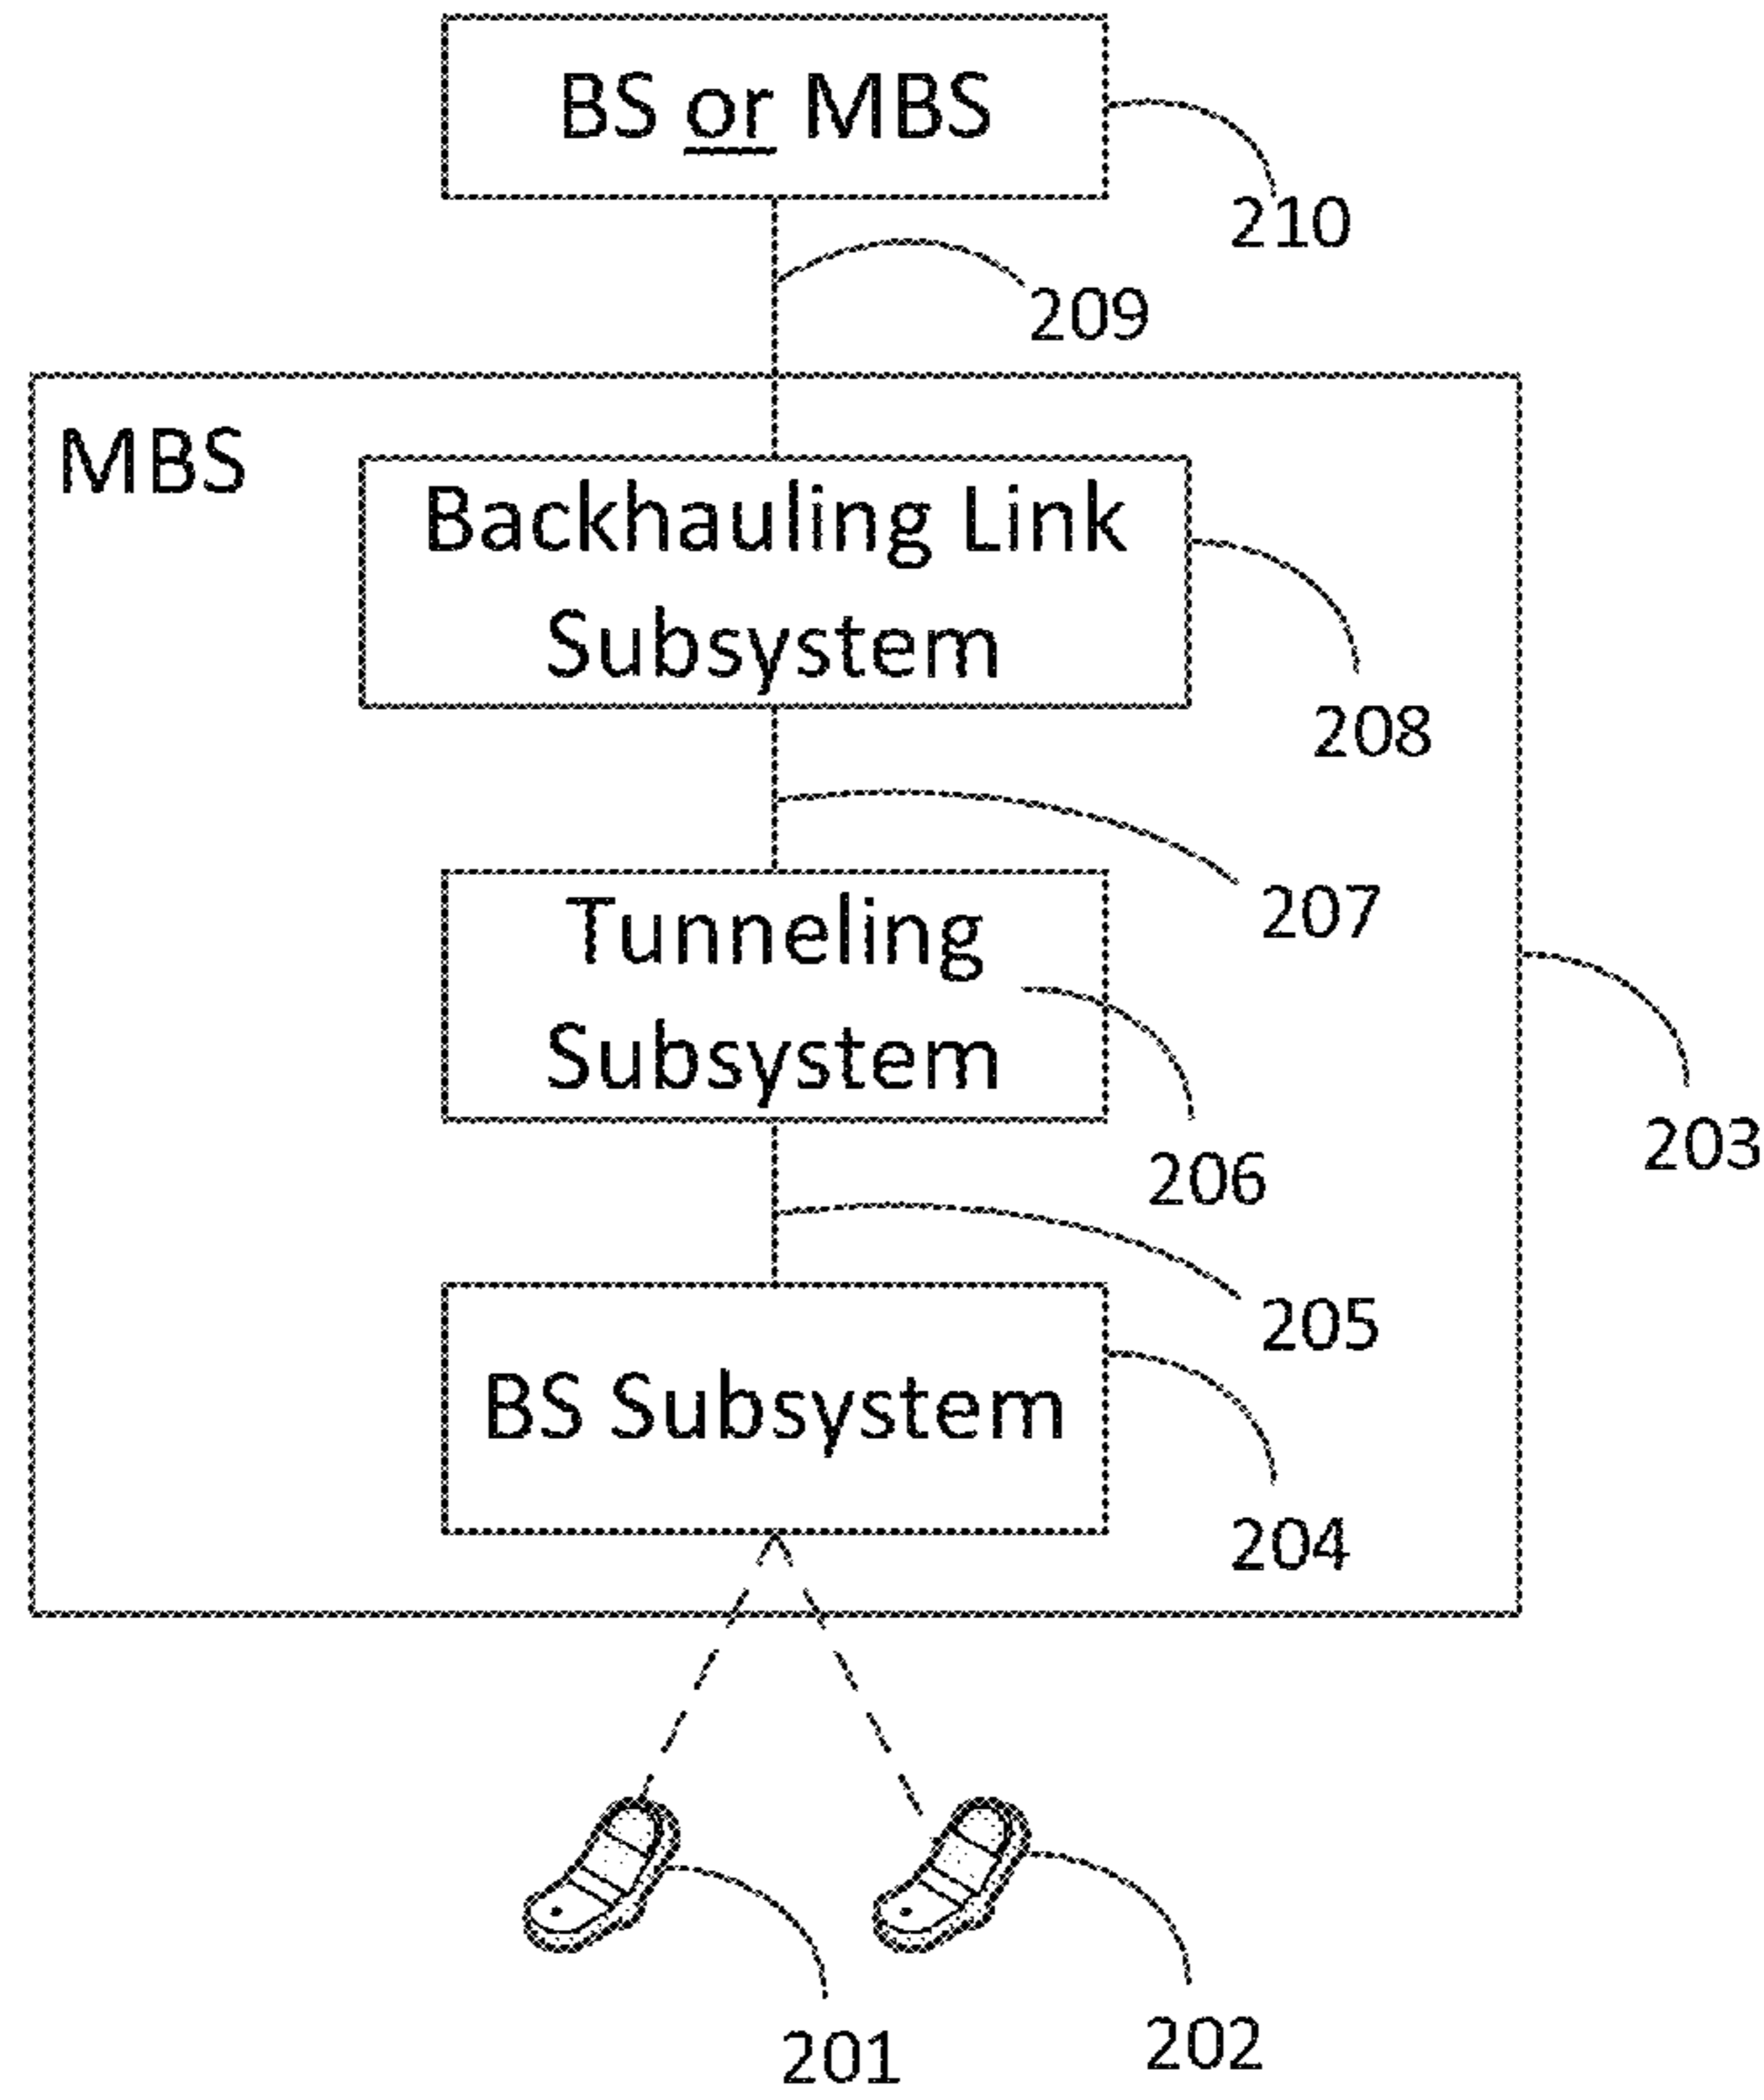 BS or MBS
210
209
MBS
Backhauling Link
Subsystem
208
207
Tunneling
Subsystem
206
203
205
BS Subsystem
204
201
202